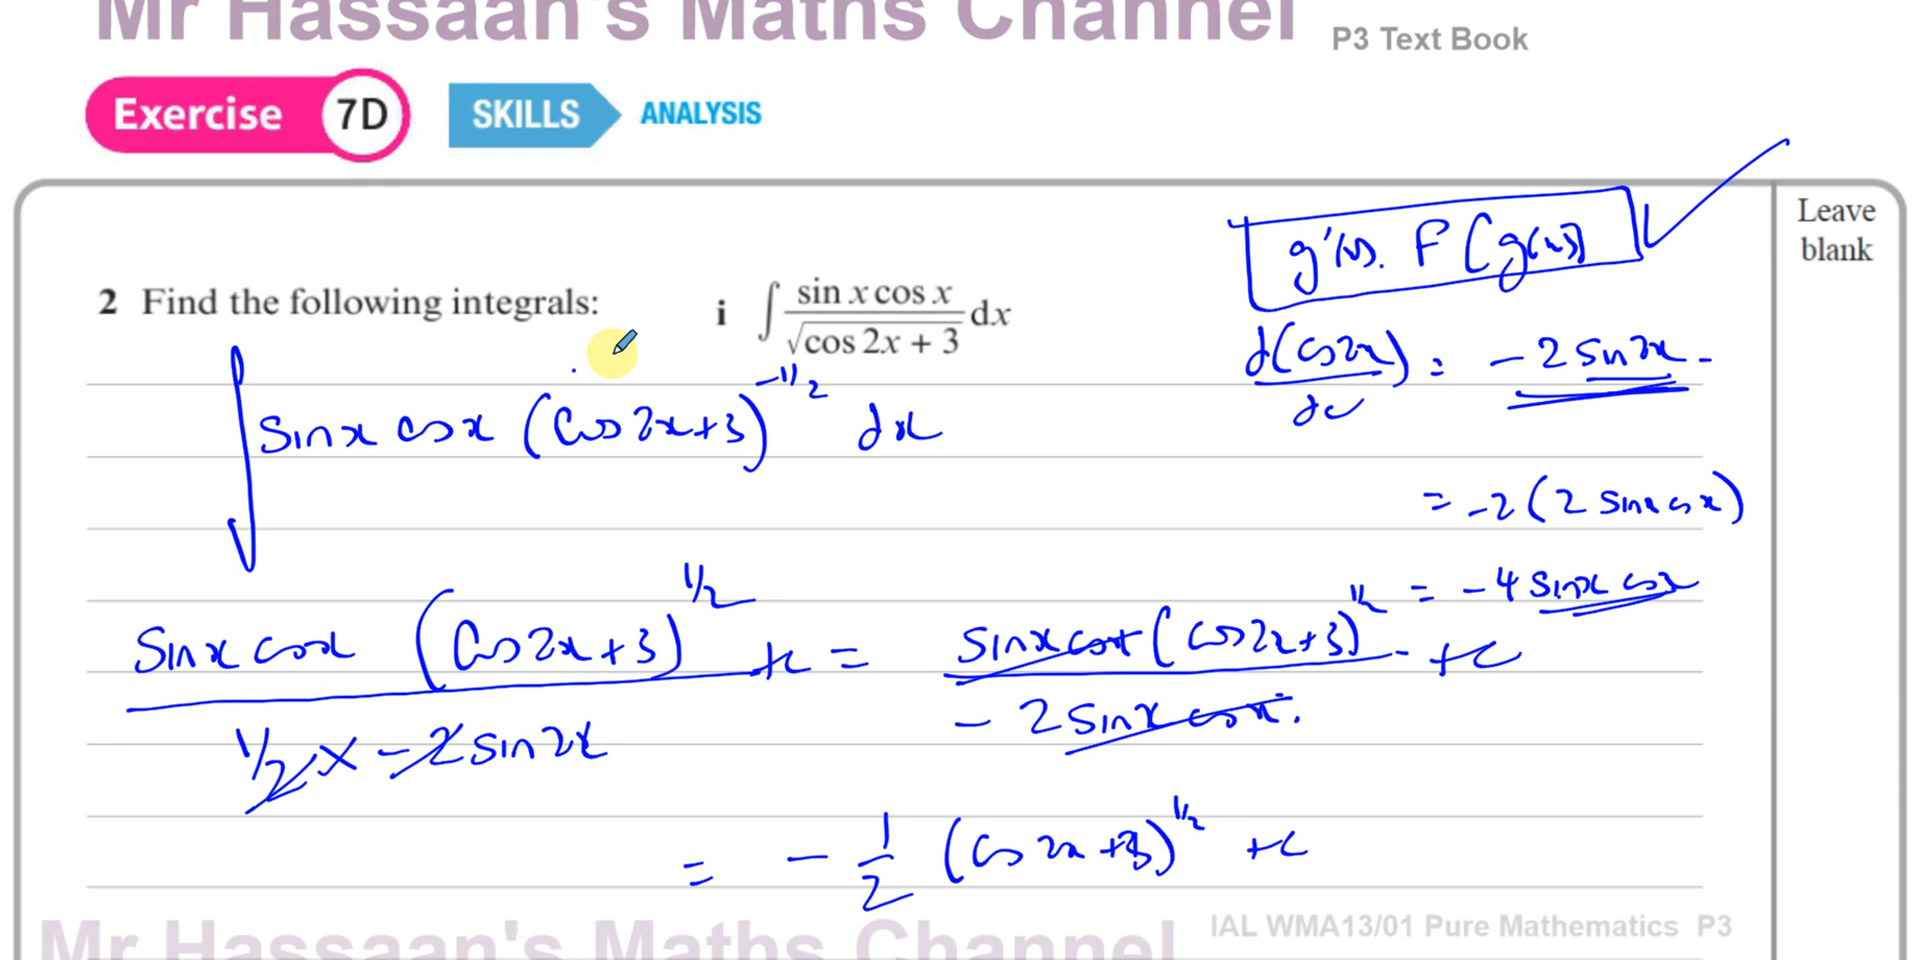 Mr Hassaan's Maths Channel P3 Text Book
Exercise 7D SKILLS ANALYSIS
Leave
blank
g'(x). F(g(x))
2 Find the following integrals: i ∫ sin x cos x / √(cos 2x + 3) dx
d(cos2x)/dx = -2 sin2x
∫ sinx cosx (cos2x+3)^(-1/2) dx
= -2(2 sinx cosx)
= -4 sinx cosx
sinx cosx (cos2x+3)^(1/2) / (1/2 x -2 sin2x) +c = sinx cosx (cos2x+3)^(1/2) / (-2 sinx cosx) +c
= -1/2 (cos2x+3)^(1/2) +c
Mr Hassaan's Maths Channel IAL WMA13/01 Pure Mathematics P3